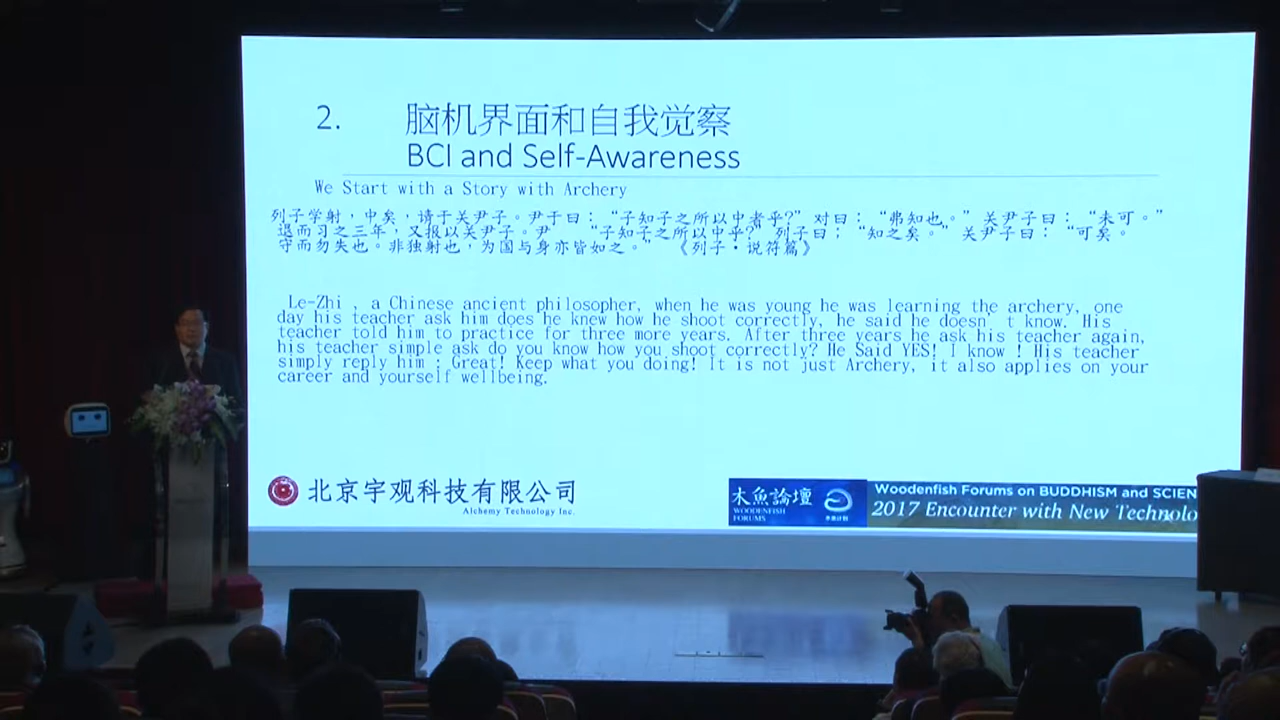 2. 脑机界面和自我觉察
BCI and Self-Awareness
We Start with a Story with Archery
列子学射，中矣，请于关尹子。尹子曰：“子知子之所以中者乎?” 对曰：“弗知也。” 关尹子曰：“未可。”
退而习之三年，又报以关尹子。尹 “子知子之所以中乎?” 列子曰；“知之矣。” 关尹子曰：“可矣。
守而勿失也。非独射也，为国与身亦皆如之。” 《列子·说符篇》
Le-Zhi , a Chinese ancient philosopher, when he was young he was learning the archery, one
day his teacher ask him does he knew how he shoot correctly, he said he doesn't know. His
teacher told him to practice for three more years. After three years he ask his teacher again,
his teacher simple ask do you know how you shoot correctly? He Said YES! I know ! His teacher
simply reply him : Great! Keep what you doing! It is not just Archery, it also applies on your
career and yourself wellbeing.
北京宇观科技有限公司
Alchemy Technology Inc.
木魚論壇
WOODENFISH
FORUMS
Woodenfish Forums on BUDDHISM and SCIEN
2017 Encounter with New Technolo